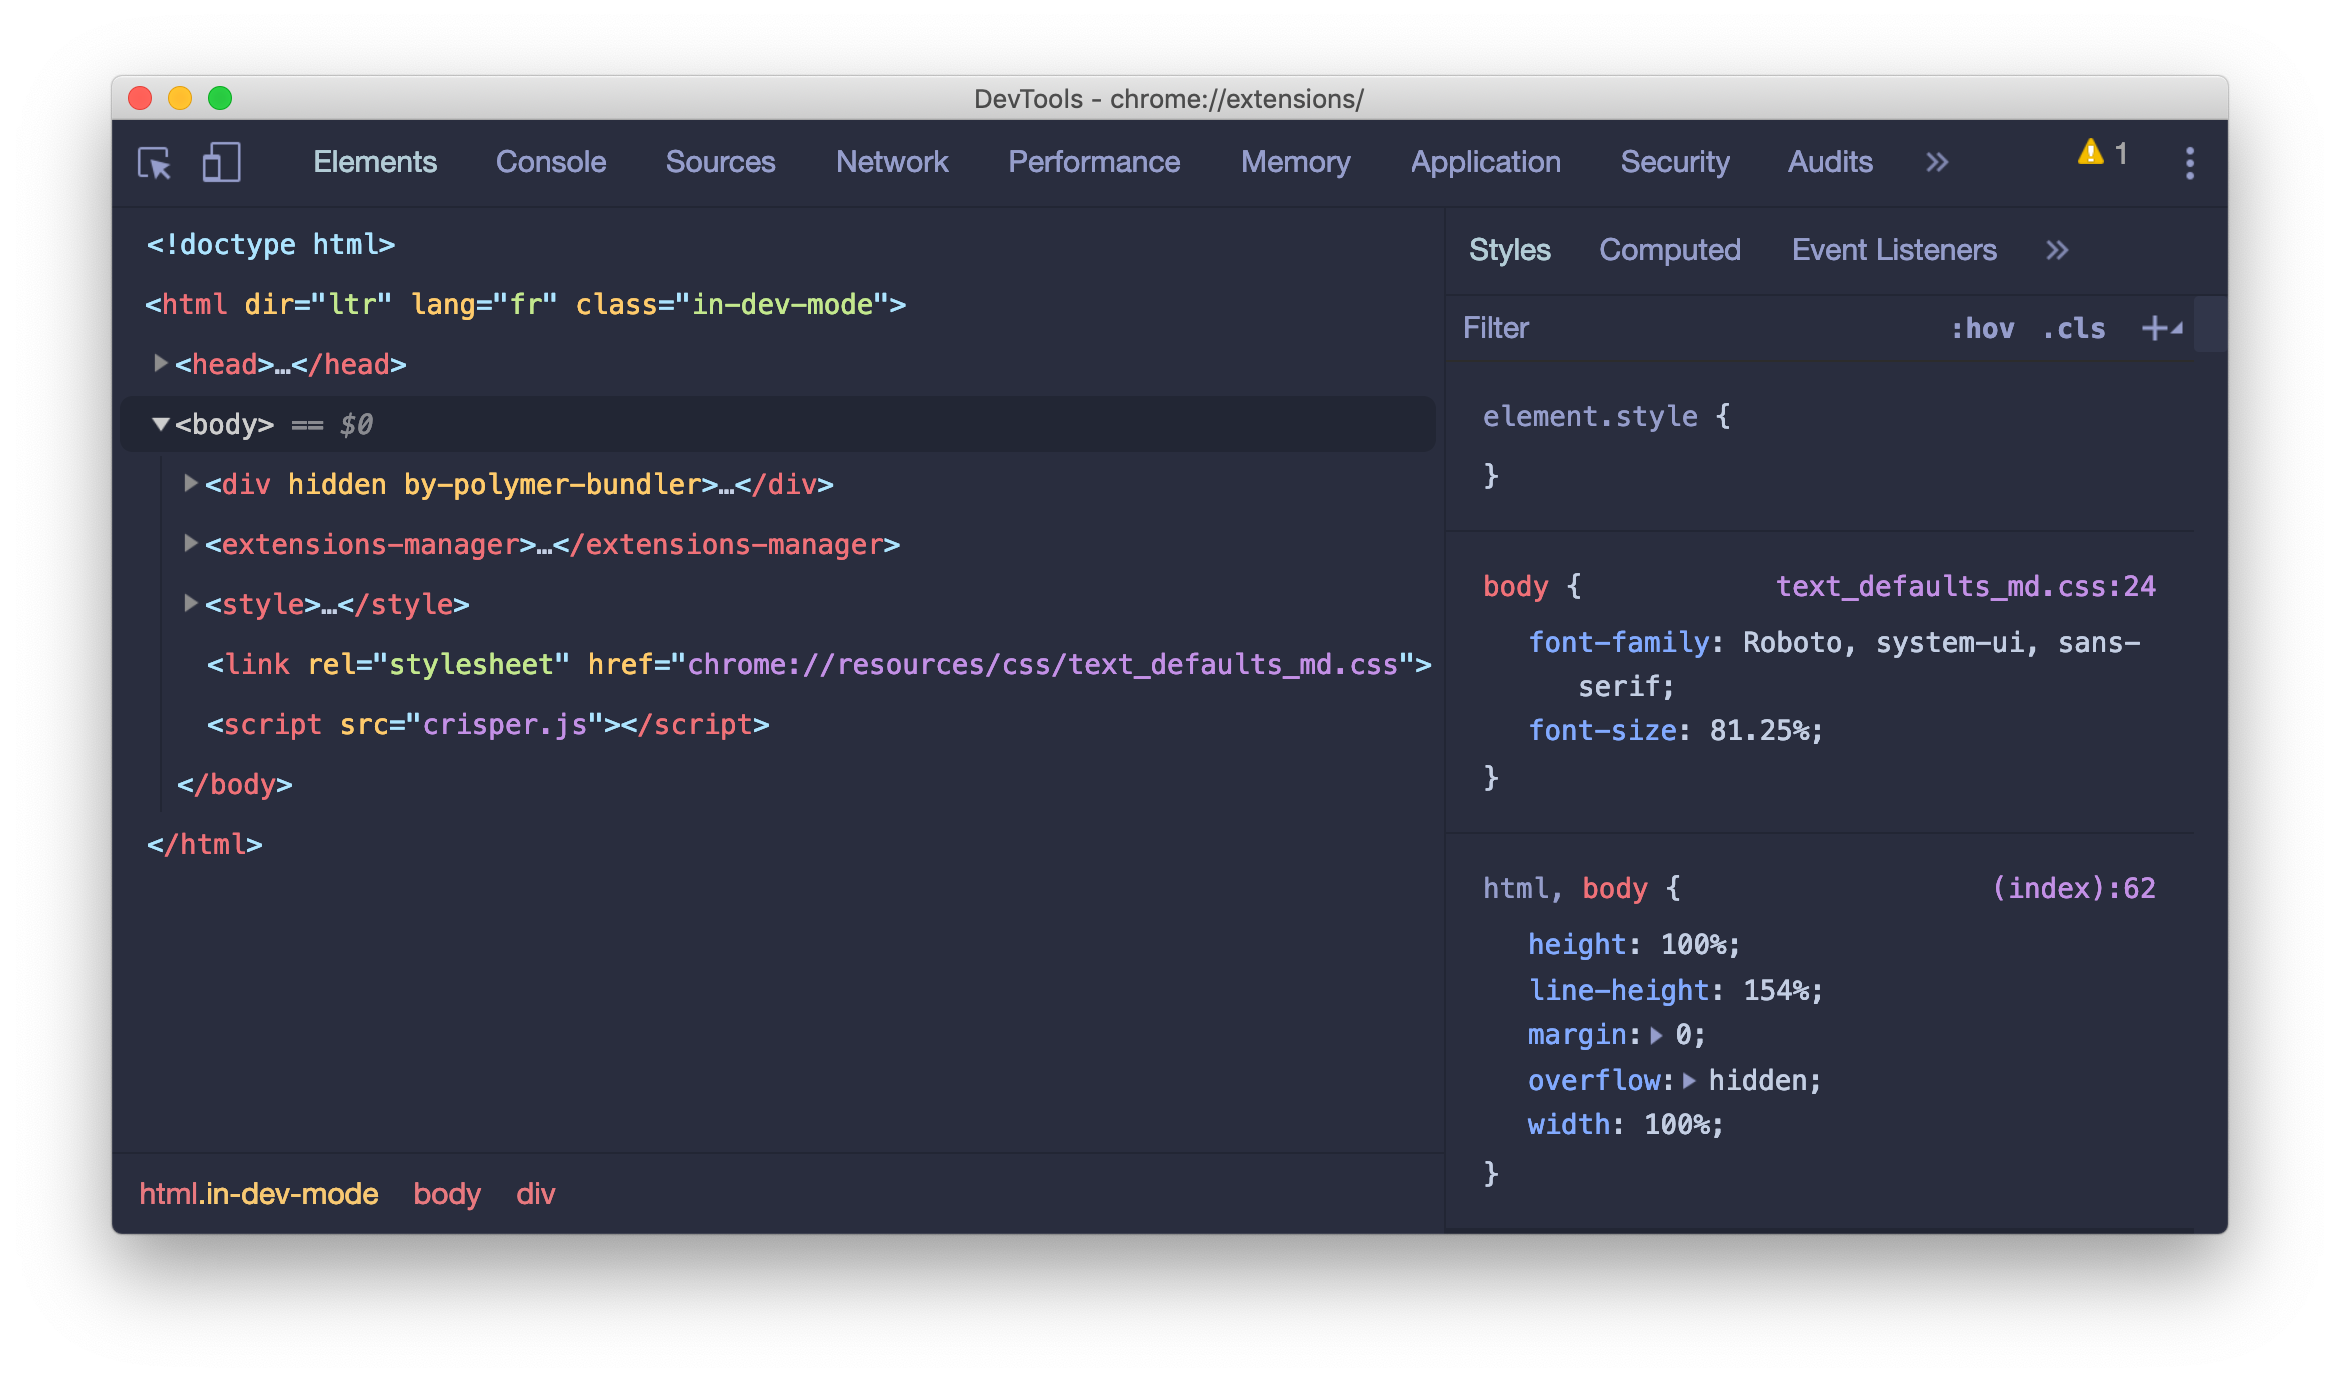 DevTools - chrome://extensions/
Elements Console Sources Network Performance Memory Application Security Audits » 1
<!doctype html>
<html dir="ltr" lang="fr" class="in-dev-mode">
<head>…</head>
<body> == $0
<div hidden by-polymer-bundler>…</div>
<extensions-manager>…</extensions-manager>
<style>…</style>
<link rel="stylesheet" href="chrome://resources/css/text_defaults_md.css">
<script src="crisper.js"></script>
</body>
</html>
html.in-dev-mode body div
Styles Computed Event Listeners »
Filter :hov .cls +
element.style {
}
body { text_defaults_md.css:24
font-family: Roboto, system-ui, sans-
serif;
font-size: 81.25%;
}
html, body { (index):62
height: 100%;
line-height: 154%;
margin: 0;
overflow: hidden;
width: 100%;
}